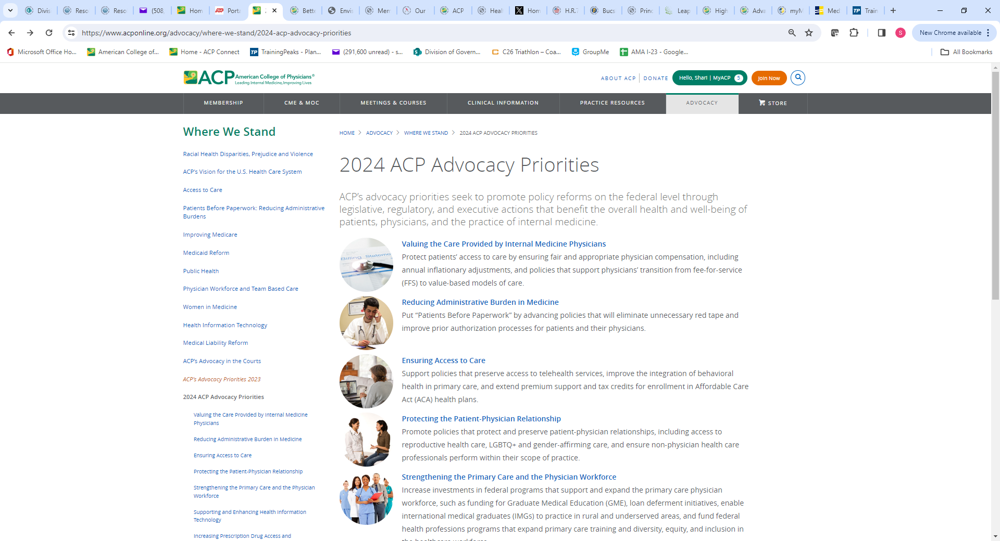 Divis
Reso
Reso
(508,
Hom
Porta
2
Bette
Envis
Mem
Our
ACP
Heal
Hom
H.R.7
Bucs
Princ
Leap
High
Adva
myM
Med
Train
https://www.acponline.org/advocacy/where-we-stand/2024-acp-advocacy-priorities
S
New Chrome available
Microsoft Office Ho...
American College of...
Home - ACP Connect
TP TrainingPeaks - Plan...
(291,600 unread) - s...
Division of Govern...
C26 Triathlon – Coa...
GroupMe
AMA I-23 - Google...
All Bookmarks
ACP American College of Physicians®
Leading Internal Medicine, Improving Lives
ABOUT ACP
DONATE
Hello, Shari | MyACP 5
Join Now
MEMBERSHIP
CME & MOC
MEETINGS & COURSES
CLINICAL INFORMATION
PRACTICE RESOURCES
ADVOCACY
STORE
Where We Stand
Racial Health Disparities, Prejudice and Violence
ACP's Vision for the U.S. Health Care System
Access to Care
Patients Before Paperwork: Reducing Administrative
Burdens
Improving Medicare
Medicaid Reform
Public Health
Physician Workforce and Team Based Care
Women in Medicine
Health Information Technology
Medical Liability Reform
ACP's Advocacy in the Courts
ACP's Advocacy Priorities 2023
2024 ACP Advocacy Priorities
Valuing the Care Provided by Internal Medicine
Physicians
Reducing Administrative Burden in Medicine
Ensuring Access to Care
Protecting the Patient-Physician Relationship
Strengthening the Primary Care and the Physician
Workforce
Supporting and Enhancing Health Information
Technology
Increasing Prescription Drug Access and
HOME > ADVOCACY > WHERE WE STAND > 2024 ACP ADVOCACY PRIORITIES
2024 ACP Advocacy Priorities
ACP’s advocacy priorities seek to promote policy reforms on the federal level through
legislative, regulatory, and executive actions that benefit the overall health and well-being of
patients, physicians, and the practice of internal medicine.
Billing Statement
Valuing the Care Provided by Internal Medicine Physicians
Protect patients’ access to care by ensuring fair and appropriate physician compensation, including
annual inflationary adjustments, and policies that support physicians’ transition from fee-for-service
(FFS) to value-based models of care.
Reducing Administrative Burden in Medicine
Put “Patients Before Paperwork” by advancing policies that will eliminate unnecessary red tape and
improve prior authorization processes for patients and their physicians.
Ensuring Access to Care
Support policies that preserve access to telehealth services, improve the integration of behavioral
health in primary care, and extend premium support and tax credits for enrollment in Affordable Care
Act (ACA) health plans.
Protecting the Patient-Physician Relationship
Promote policies that protect and preserve patient-physician relationships, including access to
reproductive health care, LGBTQ+ and gender-affirming care, and ensure non-physician health care
professionals perform within their scope of practice.
Strengthening the Primary Care and the Physician Workforce
Increase investments in federal programs that support and expand the primary care physician
workforce, such as funding for Graduate Medical Education (GME), loan deferment initiatives, enable
international medical graduates (IMGs) to practice in rural and underserved areas, and fund federal
health professions programs that expand primary care training and diversity, equity, and inclusion in
the healthcare workforce.